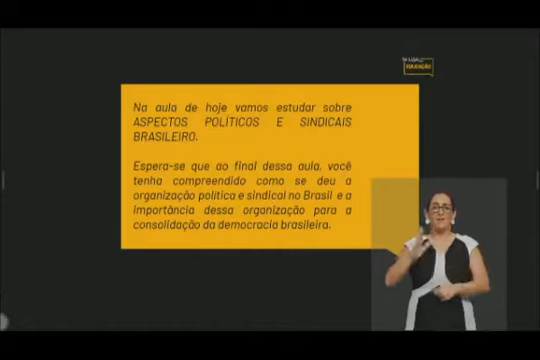 EDUCAÇÃO
Na aula de hoje vamos estudar sobre
ASPECTOS POLÍTICOS E SINDICAIS
BRASILEIRO.
Espera-se que ao final dessa aula, você
tenha compreendido como se deu a
organização política e sindical no Brasil e a
importância dessa organização para a
consolidação da democracia brasileira.